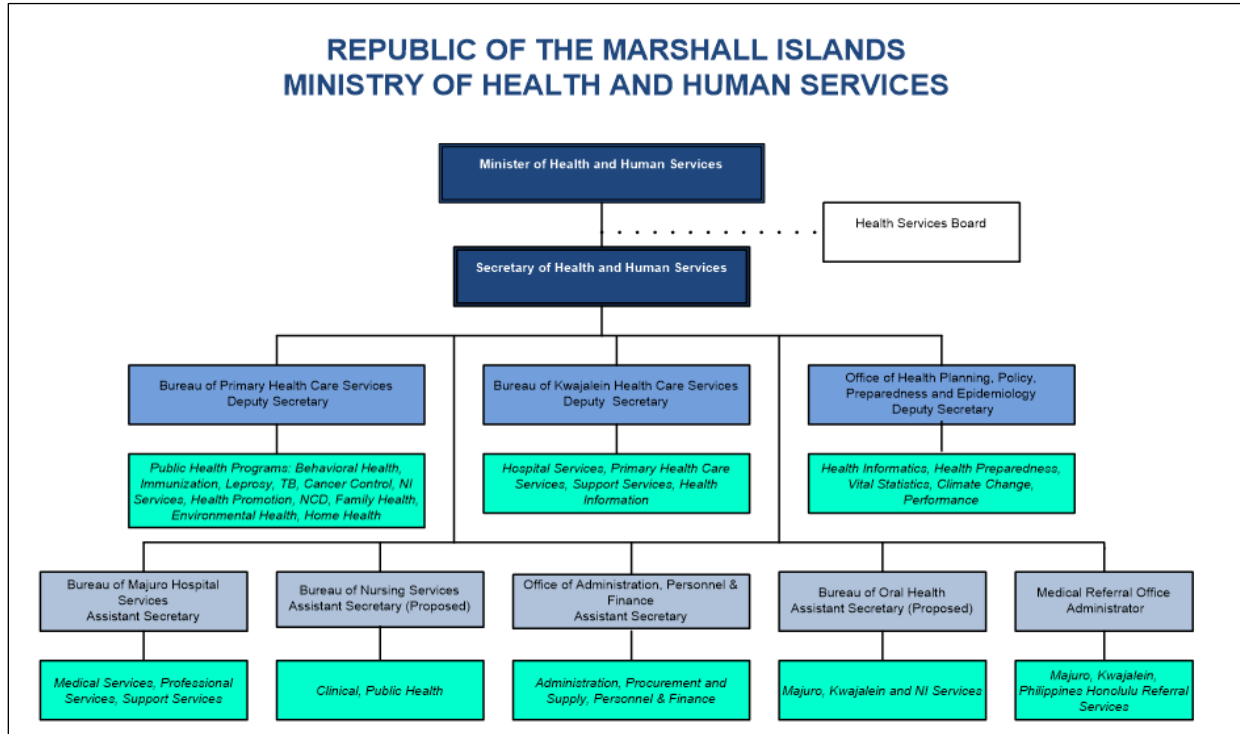 REPUBLIC OF THE MARSHALL ISLANDS
MINISTRY OF HEALTH AND HUMAN SERVICES
Minister of Health and Human Services
Health Services Board
Secretary of Health and Human Services
Bureau of Primary Health Care Services
Deputy Secretary
Bureau of Kwajalein Health Care Services
Deputy Secretary
Office of Health Planning, Policy,
Preparedness and Epidemiology
Deputy Secretary
Public Health Programs: Behavioral Health,
Immunization, Leprosy, TB, Cancer Control, NI
Services, Health Promotion, NCD, Family Health,
Environmental Health, Home Health
Hospital Services, Primary Health Care
Services, Support Services, Health
Information
Health Informatics, Health Preparedness,
Vital Statistics, Climate Change,
Performance
Bureau of Majuro Hospital
Services
Assistant Secretary
Bureau of Nursing Services
Assistant Secretary (Proposed)
Office of Administration, Personnel &
Finance
Assistant Secretary
Bureau of Oral Health
Assistant Secretary (Proposed)
Medical Referral Office
Administrator
Medical Services, Professional
Services, Support Services
Clinical, Public Health
Administration, Procurement and
Supply, Personnel & Finance
Majuro, Kwajalein and NI Services
Majuro, Kwajalein,
Philippines Honolulu Referral
Services